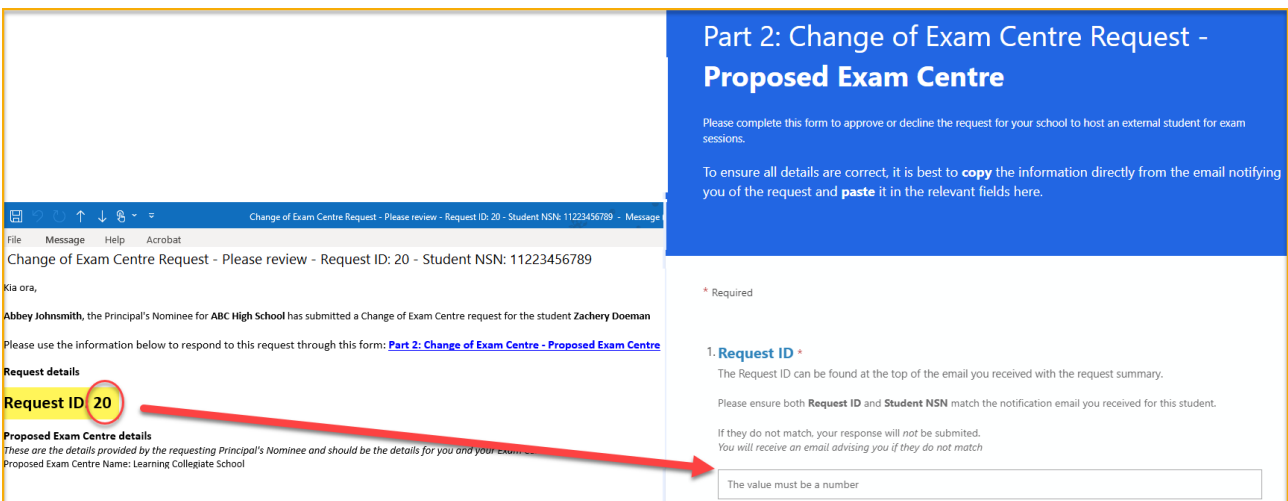 Change of Exam Centre Request - Please review - Request ID: 20 - Student NSN: 11223456789 - Message
File Message Help Acrobat
Change of Exam Centre Request - Please review - Request ID: 20 - Student NSN: 11223456789
Kia ora,
Abbey Johnsmith, the Principal's Nominee for ABC High School has submitted a Change of Exam Centre request for the student Zachery Doeman
Please use the information below to respond to this request through this form: Part 2: Change of Exam Centre - Proposed Exam Centre
Request details
Request ID: 20
Proposed Exam Centre details
These are the details provided by the requesting Principal's Nominee and should be the details for you and your Exam
Proposed Exam Centre Name: Learning Collegiate School
Part 2: Change of Exam Centre Request -
Proposed Exam Centre
Please complete this form to approve or decline the request for your school to host an external student for exam
sessions.
To ensure all details are correct, it is best to copy the information directly from the email notifying
you of the request and paste it in the relevant fields here.
* Required
1. Request ID *
The Request ID can be found at the top of the email you received with the request summary.
Please ensure both Request ID and Student NSN match the notification email you received for this student.
If they do not match, your response will not be submited.
You will receive an email advising you if they do not match
The value must be a number